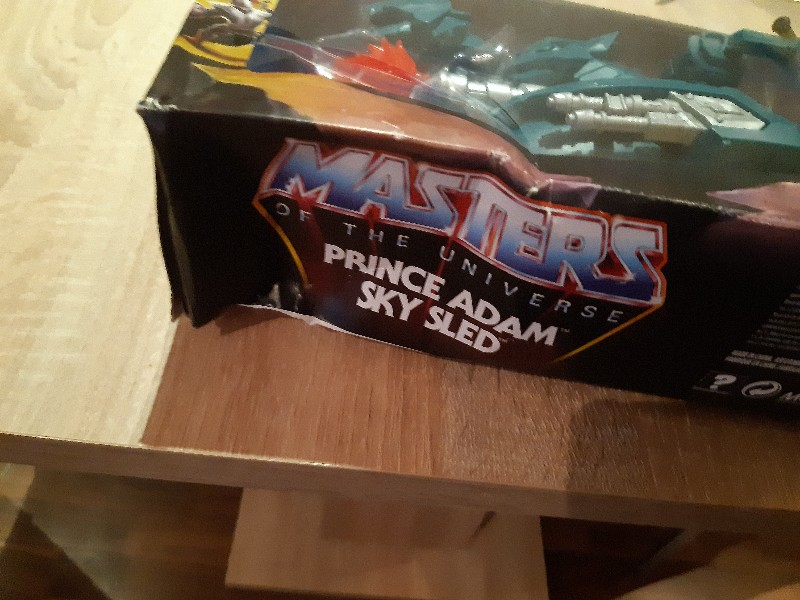 MASTERS
OF THE UNIVERSE
PRINCE ADAM™
SKY SLED™